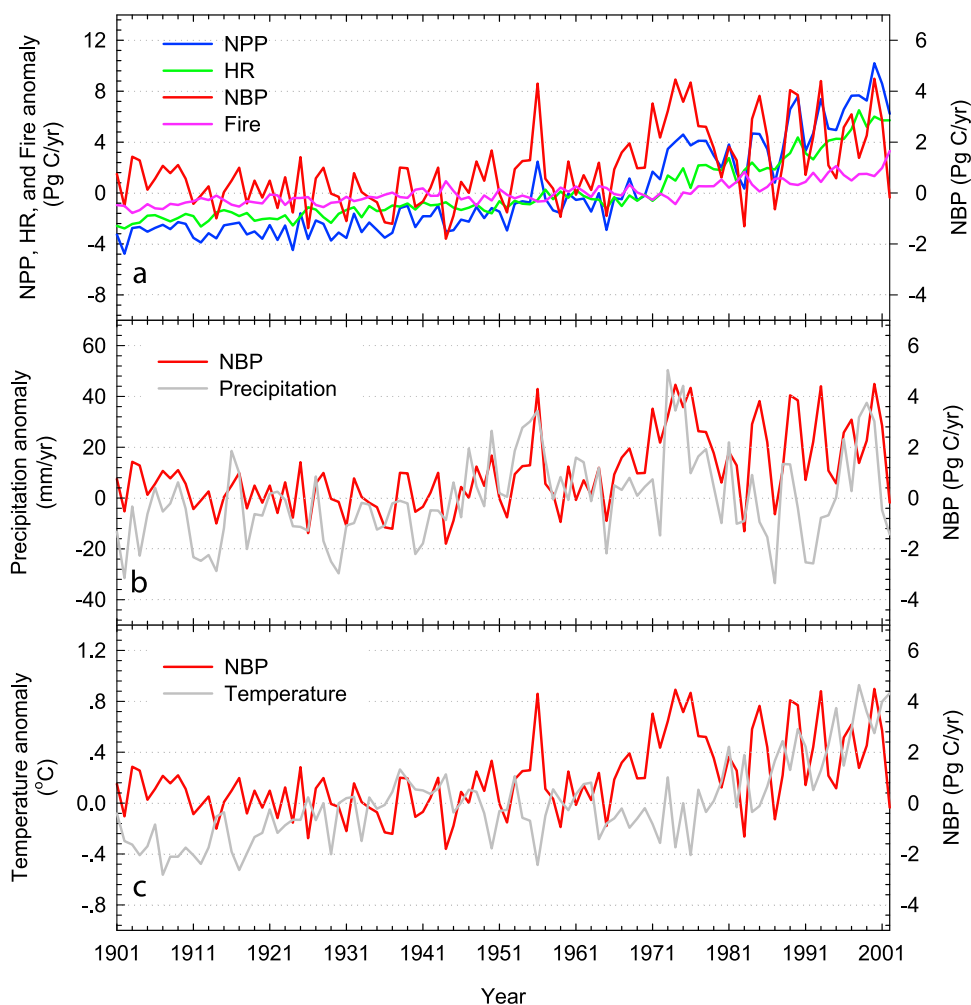 NPP, HR, and Fire anomaly
(Pg C/yr)
12
8
4
0
-4
-8
NPP
HR
NBP
Fire
a
6
5
4
3
2
1
0
-1
-2
-4
NBP (Pg C/yr)
Precipitation anomaly
(mm/yr)
60
40
20
0
-20
-40
NBP
Precipitation
b
6
4
2
0
-2
-4
NBP (Pg C/yr)
Temperature anomaly
(°C)
1.2
.8
.4
0.0
-.4
-.8
NBP
Temperature
c
6
4
2
0
-2
-4
NBP (Pg C/yr)
1901 1911 1921 1931 1941 1951 1961 1971 1981 1991 2001
Year